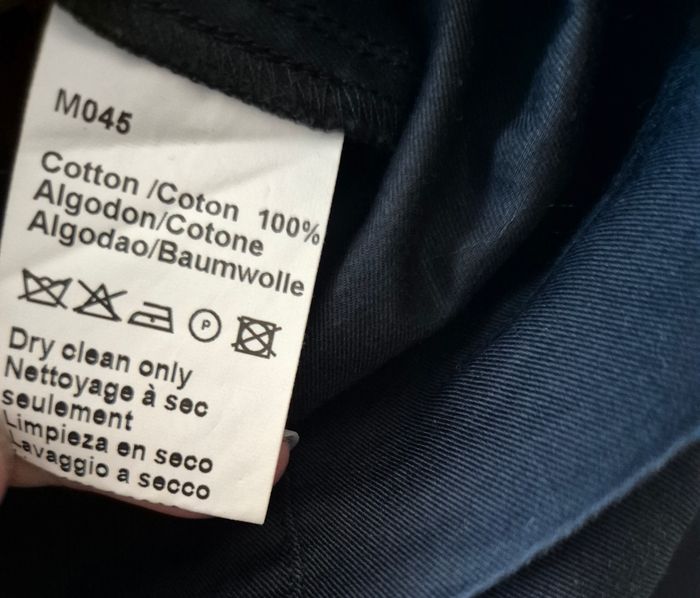 M045
Cotton /Coton 100%
Algodon/Cotone
Algodao/Baumwolle
P
Dry clean only
Nettoyage à sec
seulement
Limpieza en seco
Lavaggio a secco